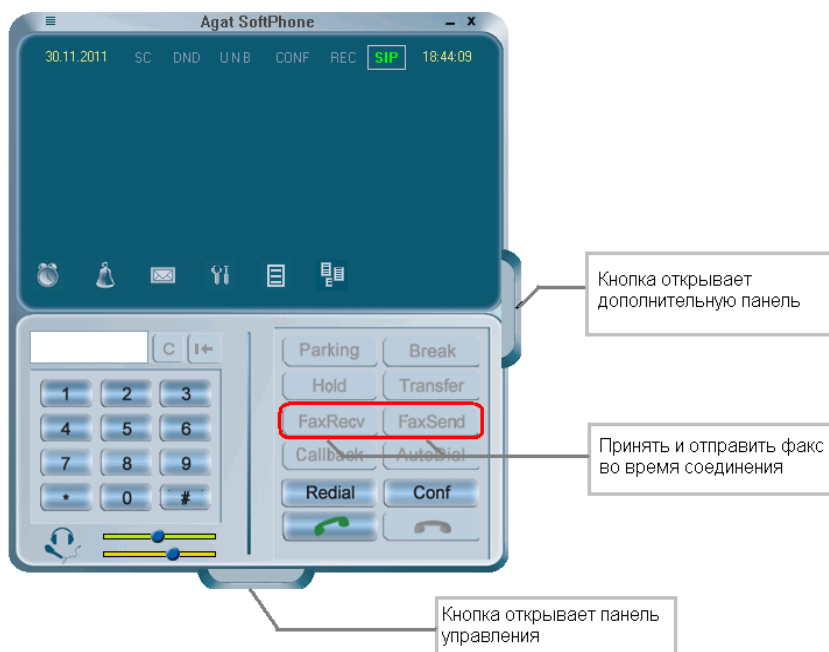 Agat SoftPhone
30.11.2011 SC DND UNB CONF REC SIP 18:44:09
Кнопка открывает
дополнительную панель
C
Parking Break
Hold Transfer
1 2 3
FaxRecv FaxSend
4 5 6
Принять и отправить факс
во время соединения
Callback AutoDial
7 8 9
Redial Conf
* 0 #
Кнопка открывает панель
управления